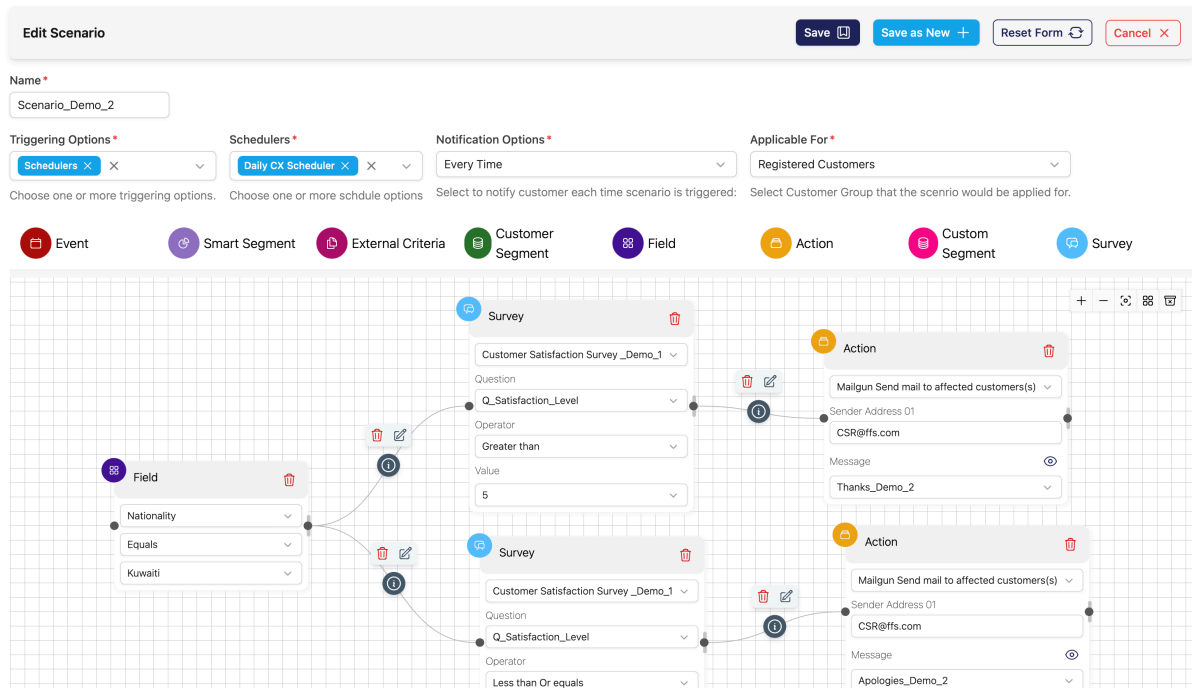 Edit Scenario
Save
Save as New
Reset Form
Cancel
Name*
Scenario_Demo_2
Triggering Options*
Schedulers
Choose one or more triggering options.
Schedulers*
Daily CX Scheduler
Choose one or more schdule options
Notification Options*
Every Time
Select to notify customer each time scenario is triggered:
Applicable For*
Registered Customers
Select Customer Group that the scenrio would be applied for.
Event
Smart Segment
External Criteria
Customer
Segment
Field
Action
Custom
Segment
Survey
Field
Nationality
Equals
Kuwaiti
Survey
Customer Satisfaction Survey _Demo_1
Question
Q_Satisfaction_Level
Operator
Greater than
Value
5
Action
Mailgun Send mail to affected customers(s)
Sender Address 01
CSR@ffs.com
Message
Thanks_Demo_2
Survey
Customer Satisfaction Survey _Demo_1
Question
Q_Satisfaction_Level
Operator
Less than Or equals
Action
Mailgun Send mail to affected customers(s)
Sender Address 01
CSR@ffs.com
Message
Apologies_Demo_2